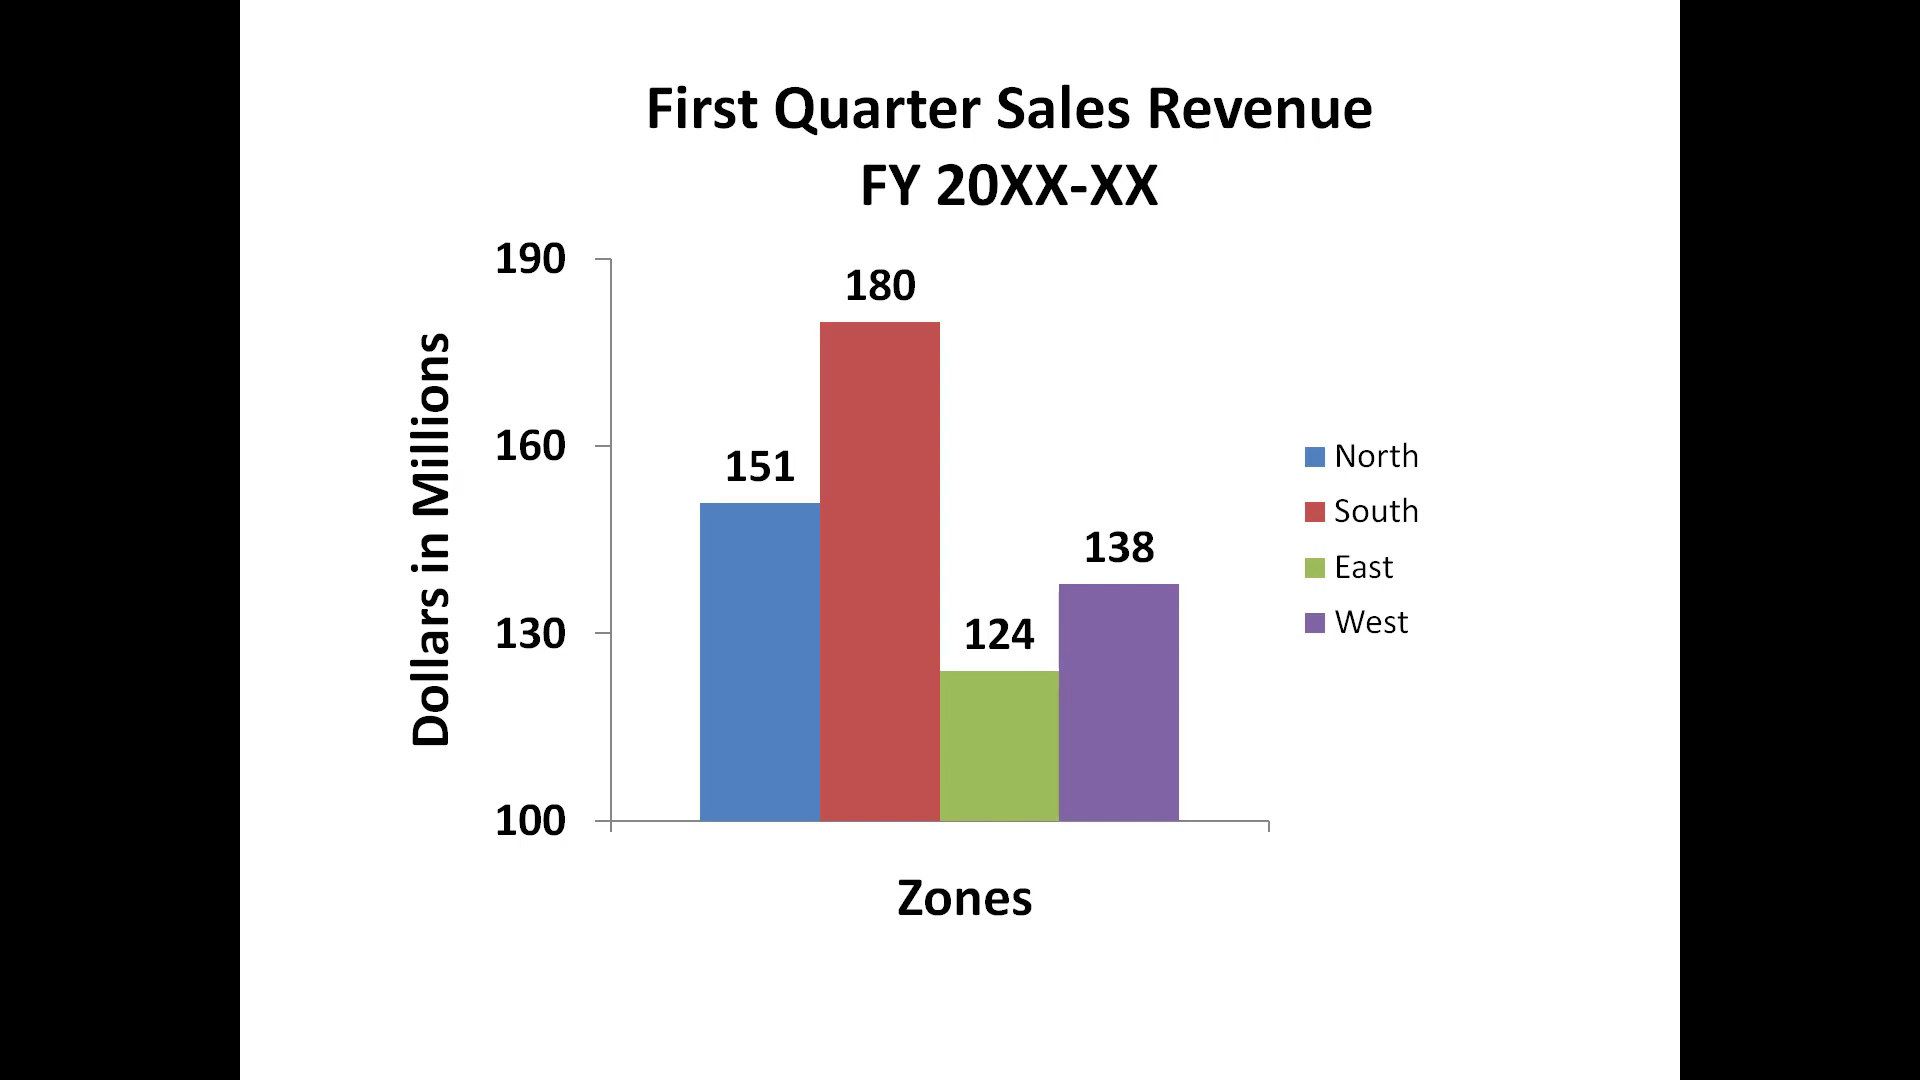 First Quarter Sales Revenue
FY 20XX-XX
Dollars in Millions
190
160
130
100
151
180
124
138
Zones
North
South
East
West